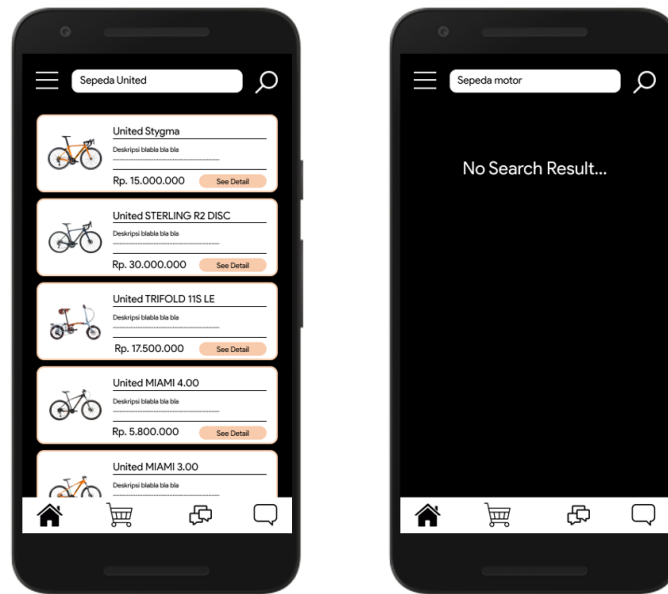 Sepeda United
United Stygma
Deskripsi blabla bla bla
Rp. 15.000.000
See Detail
United STERLING R2 DISC
Deskripsi blabla bla bla
Rp. 30.000.000
See Detail
United TRIFOLD 11S LE
Deskripsi blabla bla bla
Rp. 17.500.000
See Detail
United MIAMI 4.00
Deskripsi blabla bla bla
Rp. 5.800.000
See Detail
United MIAMI 3.00
Deskripsi blabla bla bla
Sepeda motor
No Search Result...